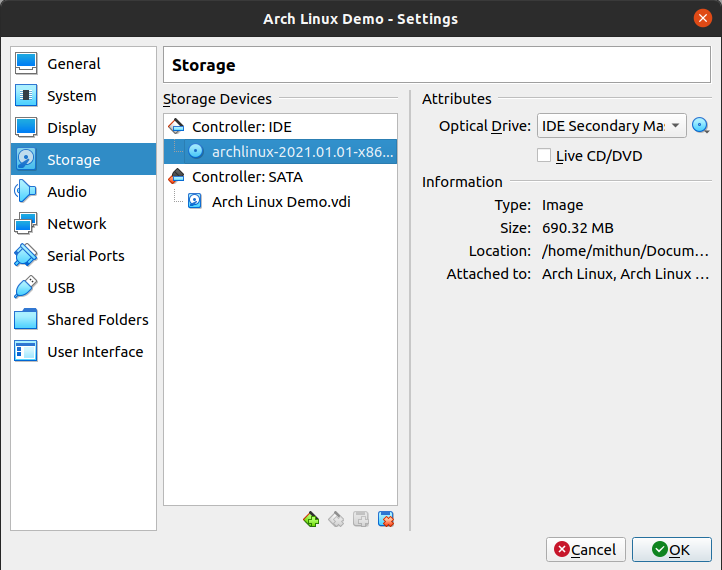 Arch Linux Demo - Settings
General
System
Display
Storage
Audio
Network
Serial Ports
USB
Shared Folders
User Interface
Storage
Storage Devices
Controller: IDE
archlinux-2021.01.01-x86...
Controller: SATA
Arch Linux Demo.vdi
Attributes
Optical Drive: IDE Secondary Ma
Live CD/DVD
Information
Type: Image
Size: 690.32 MB
Location: /home/mithun/Docum...
Attached to: Arch Linux, Arch Linux ...
Cancel
OK